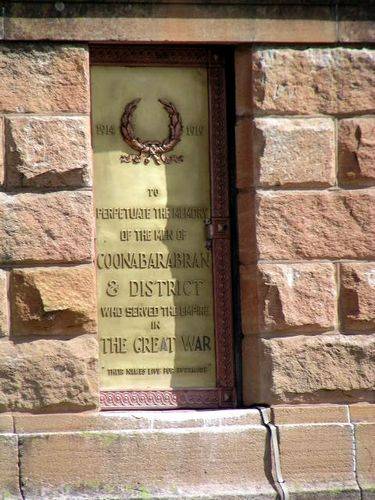 1914 1919
TO
PERPETUATE THE MEMORY
OF THE MEN OF
COONABARABRAN
& DISTRICT
WHO SERVED THE EMPIRE
IN
THE GREAT WAR
"THEIR NAMES LIVE FOR EVERMORE"